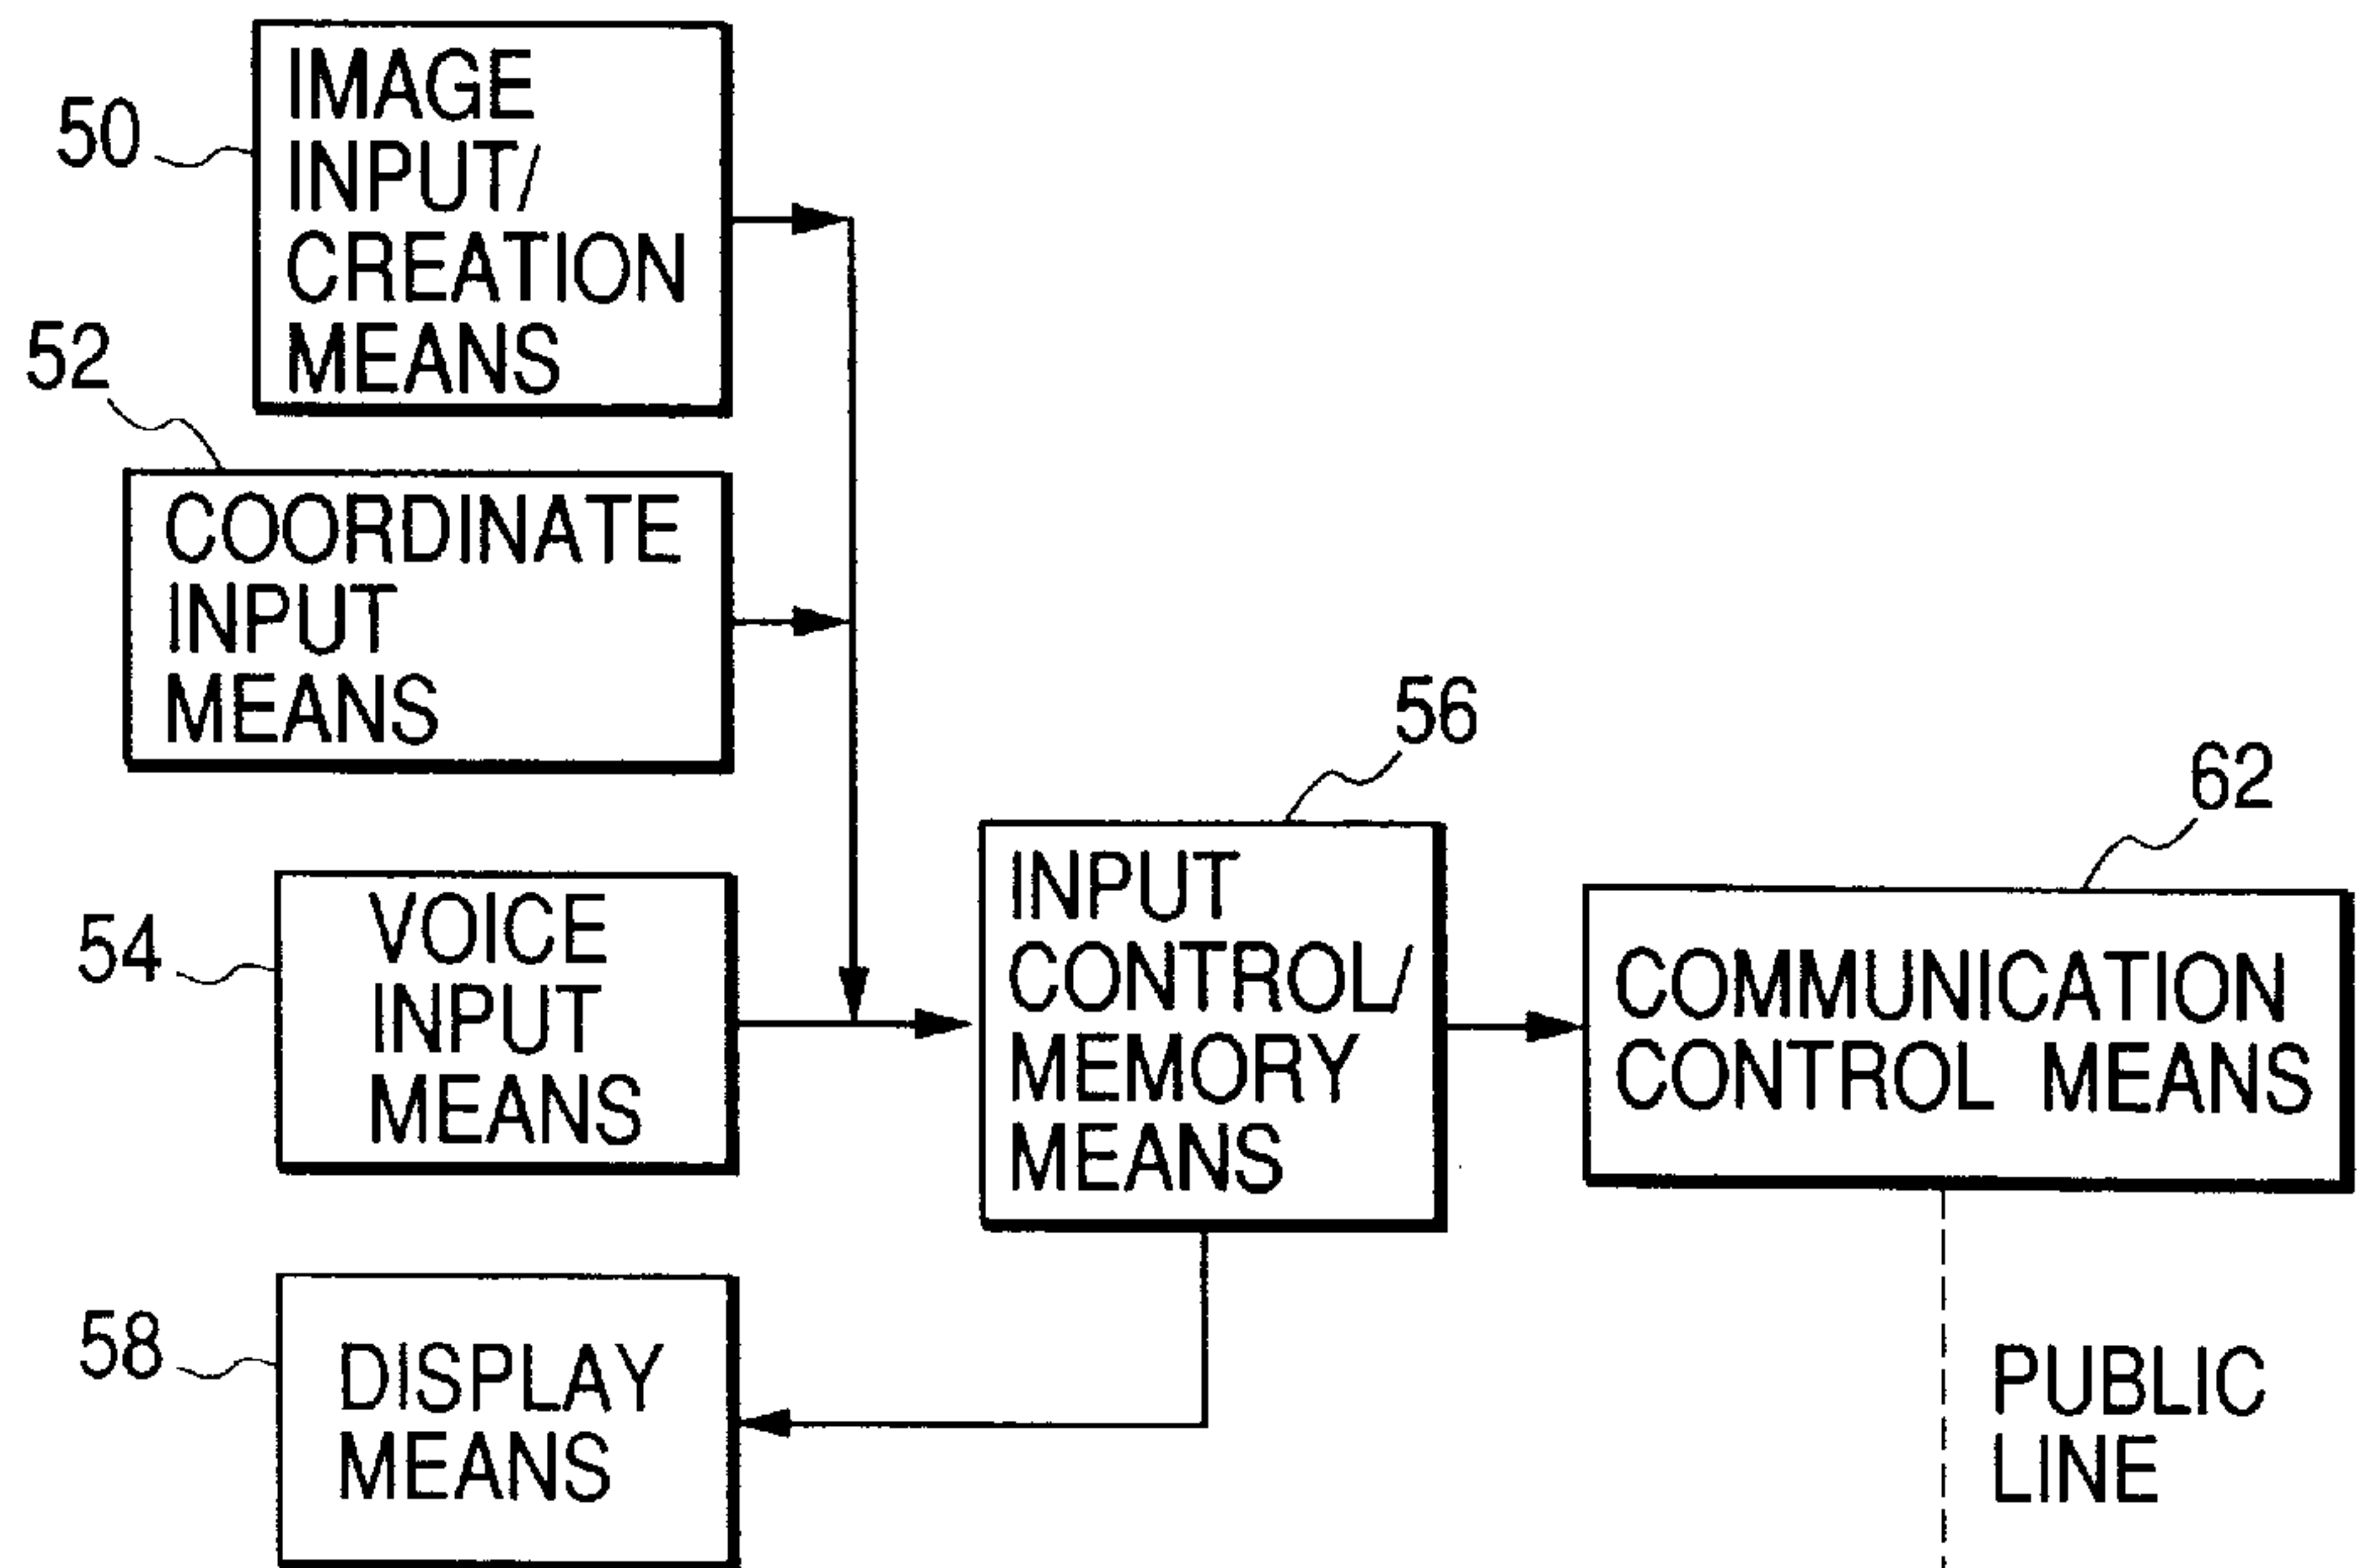 50
IMAGE
INPUT/
CREATION
MEANS
52
COORDINATE
INPUT
MEANS
54
VOICE
INPUT
MEANS
56
INPUT
CONTROL/
MEMORY
MEANS
62
COMMUNICATION
CONTROL MEANS
58
DISPLAY
MEANS
PUBLIC
LINE